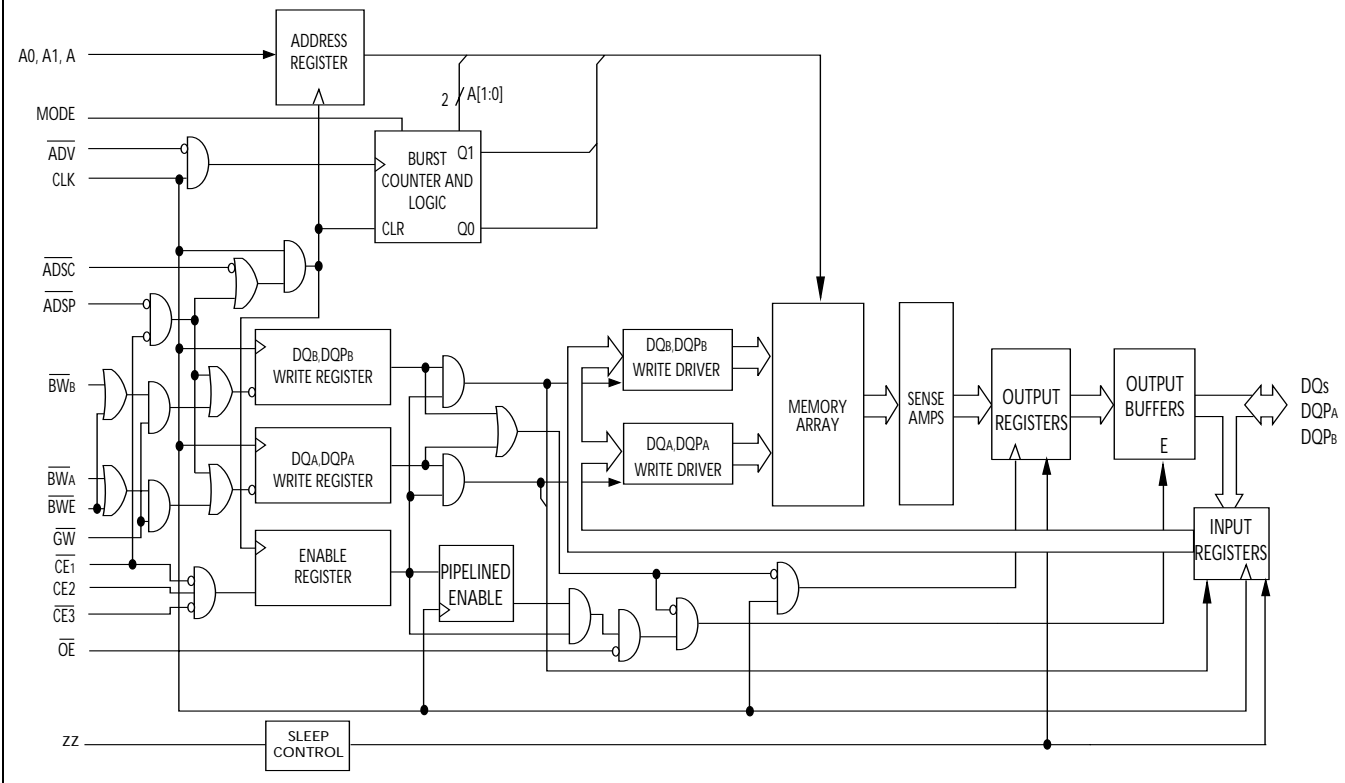 A0, A1, A
ADDRESS
REGISTER
2
A[1:0]
MODE
ADV
CLK
BURST
COUNTER AND
LOGIC
Q1
CLR
Q0
ADSC
ADSP
DQB,DQPB
WRITE REGISTER
DQB,DQPB
WRITE DRIVER
MEMORY
ARRAY
SENSE
AMPS
OUTPUT
REGISTERS
OUTPUT
BUFFERS
E
DQs
DQPA
DQPB
BWB
DQA,DQPA
WRITE REGISTER
DQA,DQPA
WRITE DRIVER
BWA
BWE
GW
CE1
CE2
CE3
ENABLE
REGISTER
PIPELINED
ENABLE
INPUT
REGISTERS
OE
ZZ
SLEEP
CONTROL